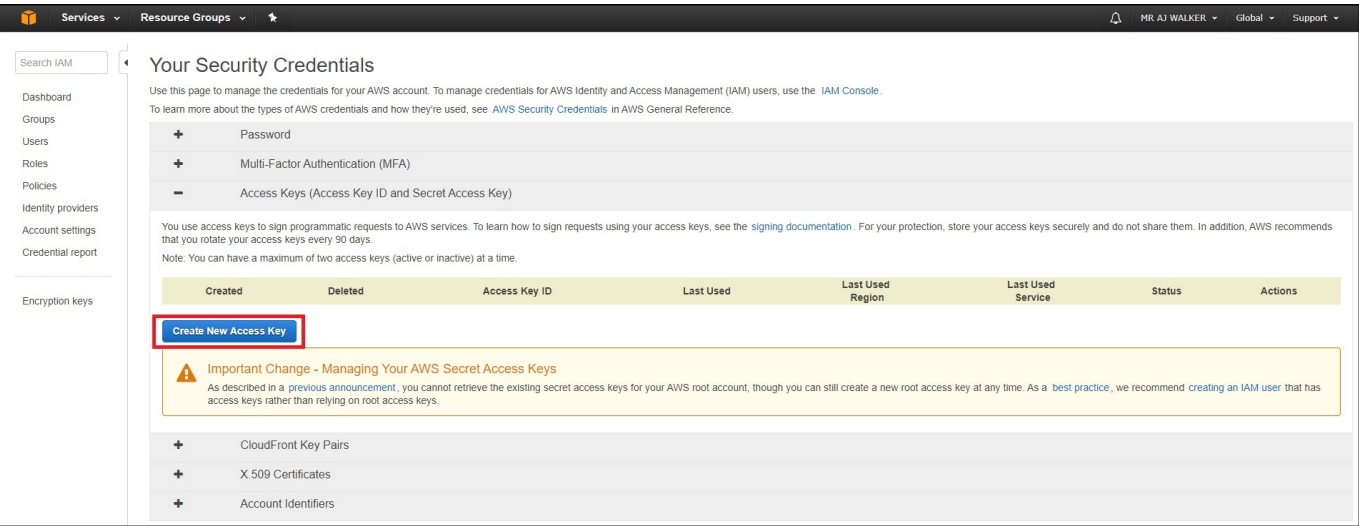 Services Resource Groups MR AJ WALKER Global Support
Search IAM
Dashboard
Groups
Users
Roles
Policies
Identity providers
Account settings
Credential report
Encryption keys
Your Security Credentials
Use this page to manage the credentials for your AWS account. To manage credentials for AWS Identity and Access Management (IAM) users, use the IAM Console.
To learn more about the types of AWS credentials and how they're used, see AWS Security Credentials in AWS General Reference.
+ Password
+ Multi-Factor Authentication (MFA)
− Access Keys (Access Key ID and Secret Access Key)
You use access keys to sign programmatic requests to AWS services. To learn how to sign requests using your access keys, see the signing documentation. For your protection, store your access keys securely and do not share them. In addition, AWS recommends
that you rotate your access keys every 90 days.
Note: You can have a maximum of two access keys (active or inactive) at a time.
Created Deleted Access Key ID Last Used Last Used Region Last Used Service Status Actions
Create New Access Key
Important Change - Managing Your AWS Secret Access Keys
As described in a previous announcement, you cannot retrieve the existing secret access keys for your AWS root account, though you can still create a new root access key at any time. As a best practice, we recommend creating an IAM user that has
access keys rather than relying on root access keys.
+ CloudFront Key Pairs
+ X.509 Certificates
+ Account Identifiers